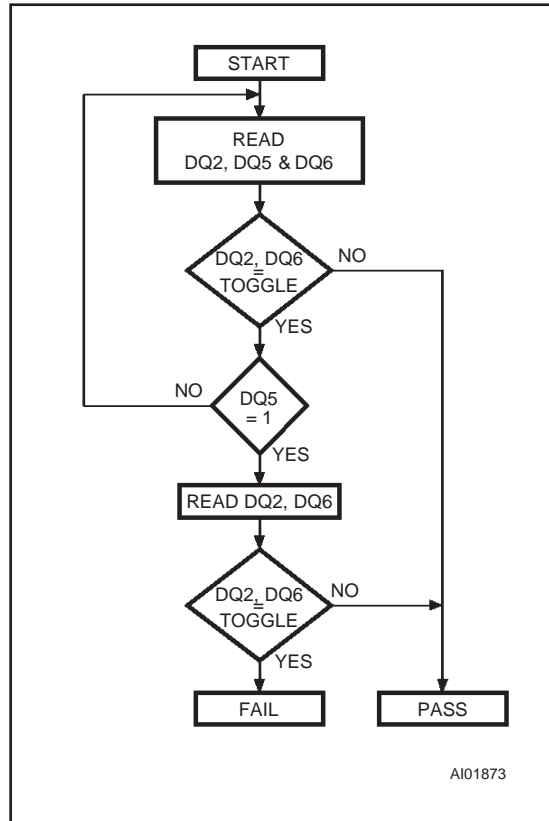 START
READ
DQ2, DQ5 & DQ6
DQ2, DQ6
=
TOGGLE
NO
YES
NO
DQ5
= 1
YES
READ DQ2, DQ6
DQ2, DQ6
=
TOGGLE
NO
YES
FAIL
PASS
AI01873